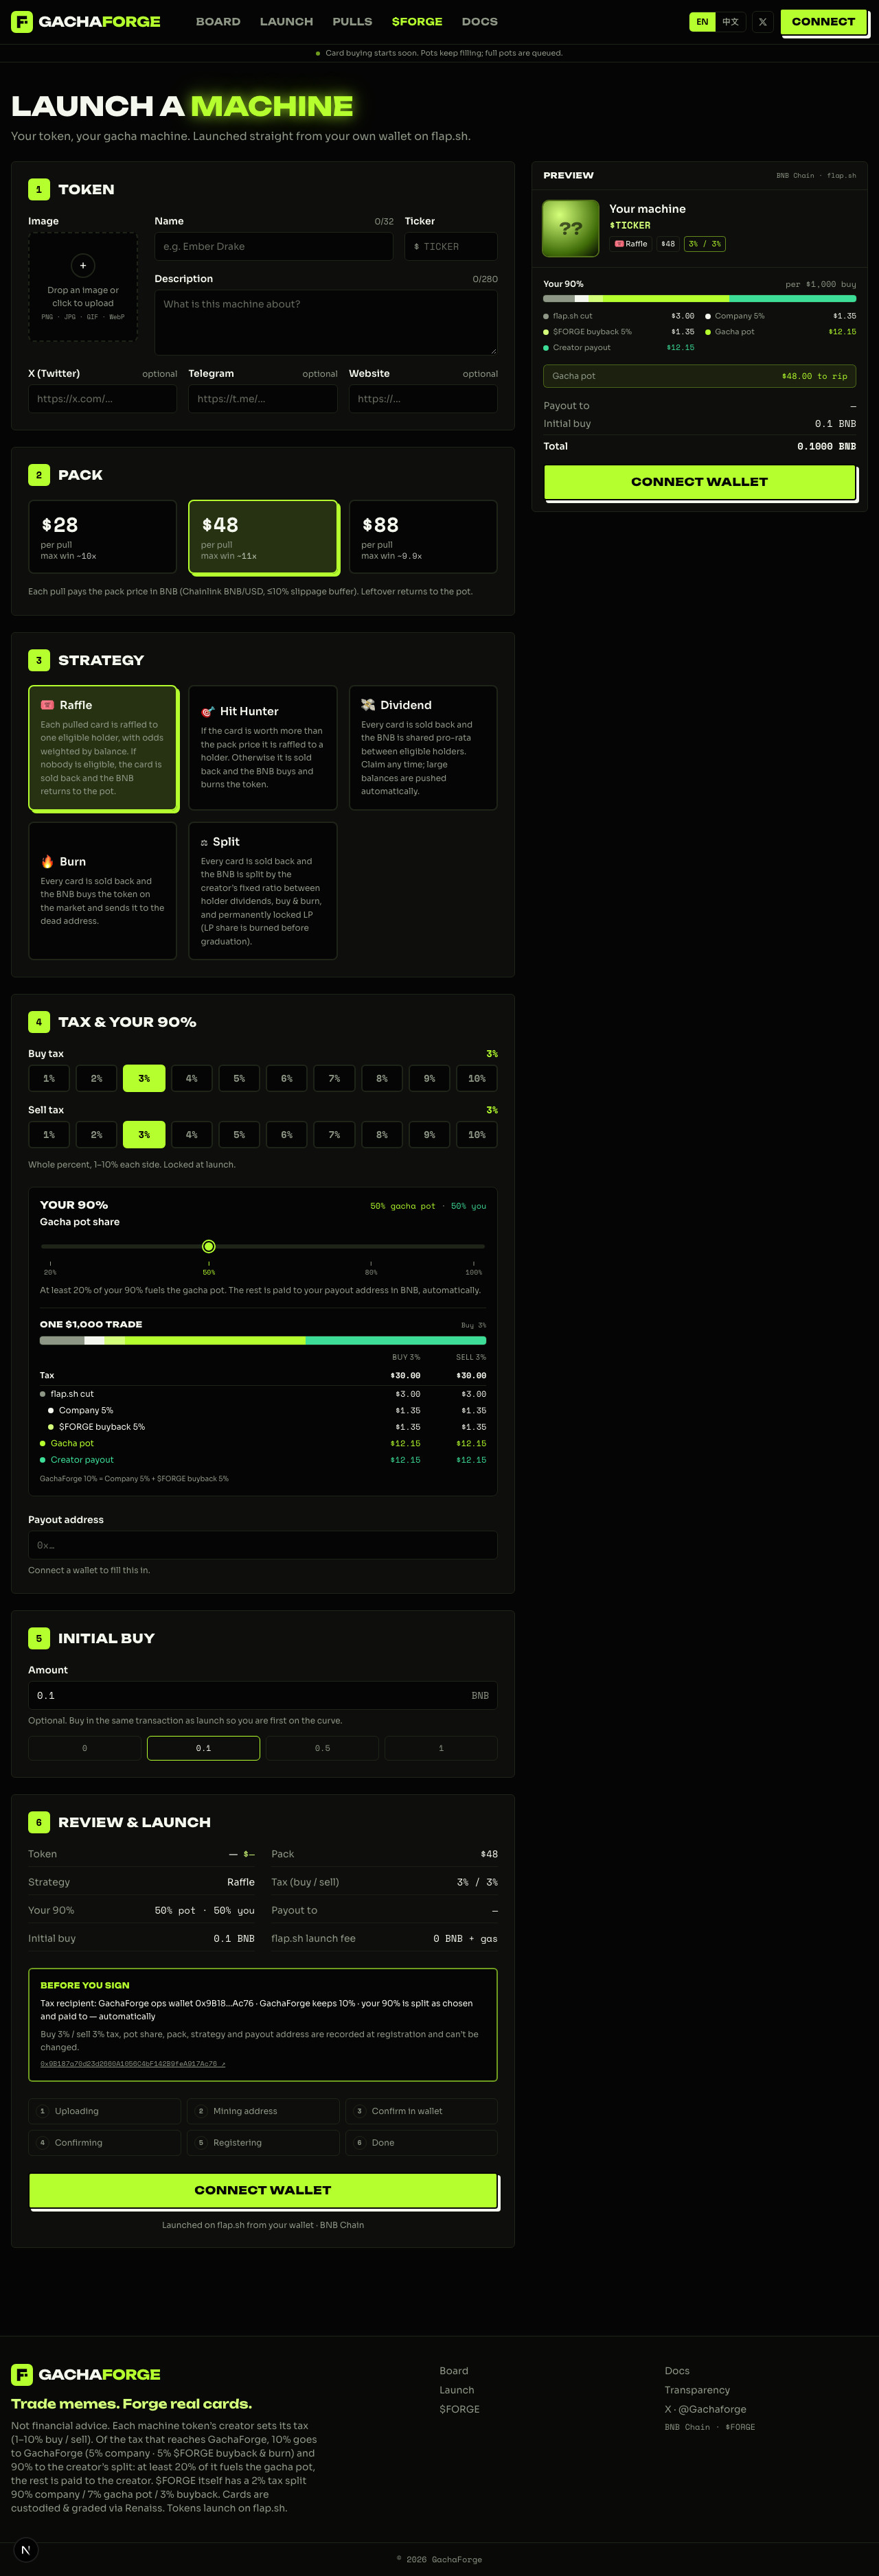 GACHAFORGE
BOARD
LAUNCH
PULLS
$FORGE
DOCS
EN
中文
CONNECT
Card buying starts soon. Pots keep filling; full pots are queued.
LAUNCH A MACHINE
Your token, your gacha machine. Launched straight from your own wallet on flap.sh.
1 TOKEN
Image
Drop an image or
click to upload
PNG · JPG · GIF · WebP
Name 0/32
e.g. Ember Drake
Ticker
$ TICKER
Description 0/280
What is this machine about?
X (Twitter) optional
https://x.com/...
Telegram optional
https://t.me/...
Website optional
https://...
2 PACK
$28
per pull
max win ~10x
$48
per pull
max win ~11x
$88
per pull
max win ~9.9x
Each pull pays the pack price in BNB (Chainlink BNB/USD, ≤10% slippage buffer). Leftover returns to the pot.
3 STRATEGY
Raffle
Each pulled card is raffled to
one eligible holder, with odds
weighted by balance. If
nobody is eligible, the card is
sold back and the BNB
returns to the pot.
Hit Hunter
If the card is worth more than
the pack price it is raffled to a
holder. Otherwise it is sold
back and the BNB buys and
burns the token.
Dividend
Every card is sold back and
the BNB is shared pro-rata
between eligible holders.
Claim any time; large
balances are pushed
automatically.
Burn
Every card is sold back and
the BNB buys the token on
the market and sends it to the
dead address.
Split
Every card is sold back and
the BNB is split by the
creator's fixed ratio between
holder dividends, buy & burn,
and permanently locked LP
(LP share is burned before
graduation).
4 TAX & YOUR 90%
Buy tax 3%
1% 2% 3% 4% 5% 6% 7% 8% 9% 10%
Sell tax 3%
1% 2% 3% 4% 5% 6% 7% 8% 9% 10%
Whole percent, 1–10% each side. Locked at launch.
YOUR 90% 50% gacha pot · 50% you
Gacha pot share
20% 50% 80% 100%
At least 20% of your 90% fuels the gacha pot. The rest is paid to your payout address in BNB, automatically.
ONE $1,000 TRADE Buy 3%
BUY 3% SELL 3%
Tax $30.00 $30.00
flap.sh cut $3.00 $3.00
Company 5% $1.35 $1.35
$FORGE buyback 5% $1.35 $1.35
Gacha pot $12.15 $12.15
Creator payout $12.15 $12.15
GachaForge 10% = Company 5% + $FORGE buyback 5%
Payout address
0x…
Connect a wallet to fill this in.
5 INITIAL BUY
Amount
0.1 BNB
Optional. Buy in the same transaction as launch so you are first on the curve.
0 0.1 0.5 1
6 REVIEW & LAUNCH
Token — $—
Pack $48
Strategy Raffle
Tax (buy / sell) 3% / 3%
Your 90% 50% pot · 50% you
Payout to —
Initial buy 0.1 BNB
flap.sh launch fee 0 BNB + gas
BEFORE YOU SIGN
Tax recipient: GachaForge ops wallet 0x9B18...Ac76 · GachaForge keeps 10% · your 90% is split as chosen
and paid to — automatically
Buy 3% / sell 3% tax, pot share, pack, strategy and payout address are recorded at registration and can't be
changed.
1 Uploading
2 Mining address
3 Confirm in wallet
4 Confirming
5 Registering
6 Done
CONNECT WALLET
Launched on flap.sh from your wallet · BNB Chain
PREVIEW BNB Chain · flap.sh
??
Your machine
$TICKER
Raffle $48 3% / 3%
Your 90% per $1,000 buy
flap.sh cut $3.00
Company 5% $1.35
$FORGE buyback 5% $1.35
Gacha pot $12.15
Creator payout $12.15
Gacha pot $48.00 to rip
Payout to —
Initial buy 0.1 BNB
Total 0.1000 BNB
CONNECT WALLET
GACHAFORGE
Trade memes. Forge real cards.
Not financial advice. Each machine token's creator sets its tax
(1–10% buy / sell). Of the tax that reaches GachaForge, 10% goes
to GachaForge (5% company · 5% $FORGE buyback & burn) and
90% to the creator's split: at least 20% of it fuels the gacha pot,
the rest is paid to the creator. $FORGE itself has a 2% tax split
90% company / 7% gacha pot / 3% buyback. Cards are
custodied & graded via Renaiss. Tokens launch on flap.sh.
Board
Launch
$FORGE
Docs
Transparency
X · @Gachaforge
BNB Chain · $FORGE
© 2026 GachaForge